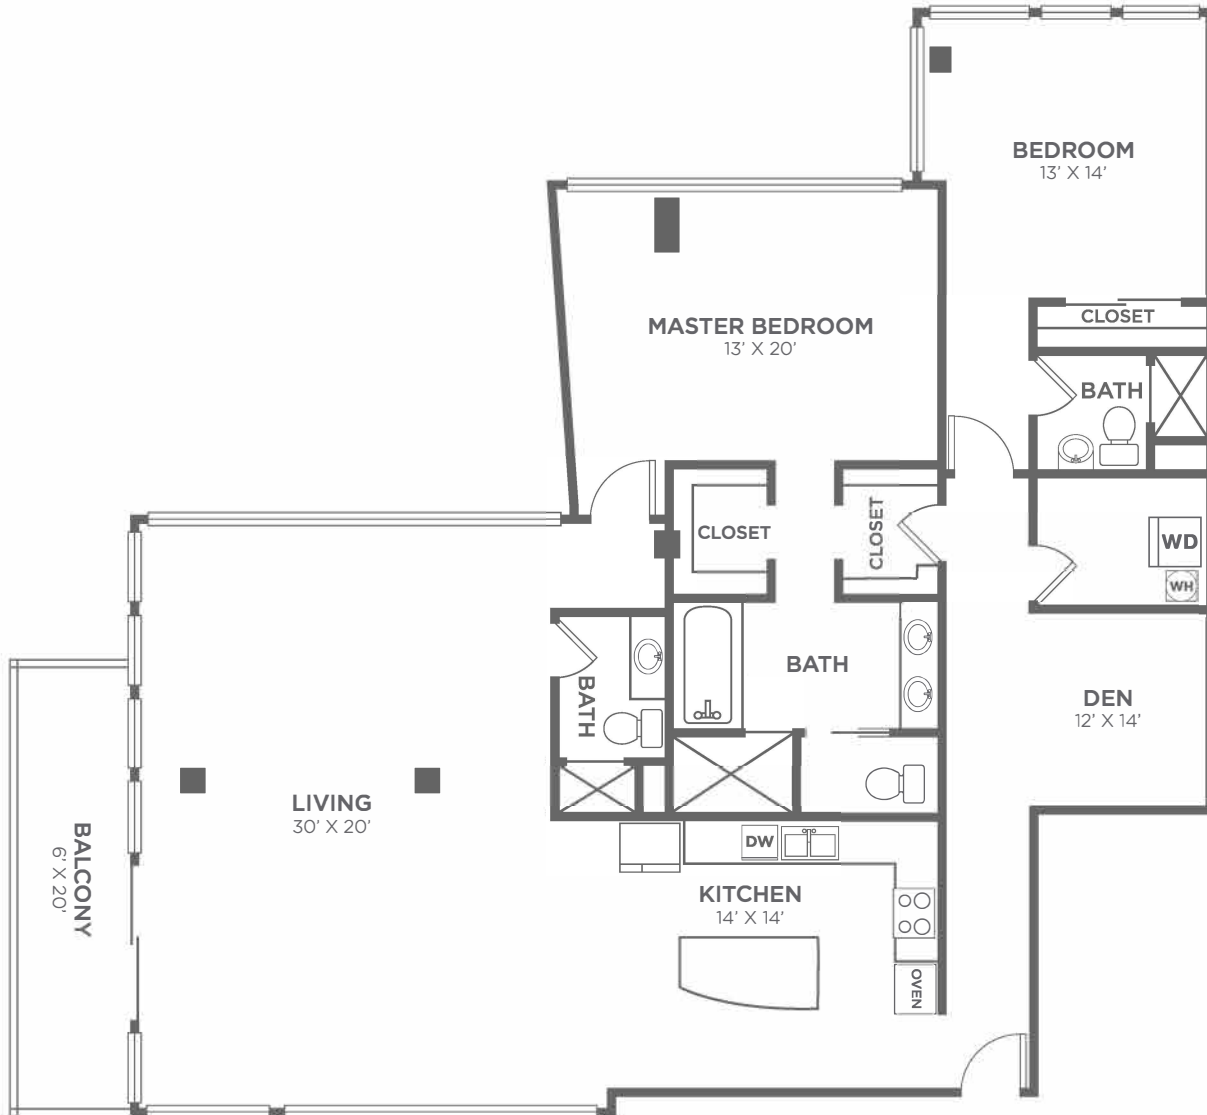 BEDROOM
13' X 14'
MASTER BEDROOM
13' X 20'
CLOSET
BATH
CLOSET
CLOSET
WD
WH
BATH
BATH
DEN
12' X 14'
LIVING
30' X 20'
BALCONY
6' X 20'
DW
KITCHEN
14' X 14'
OVEN